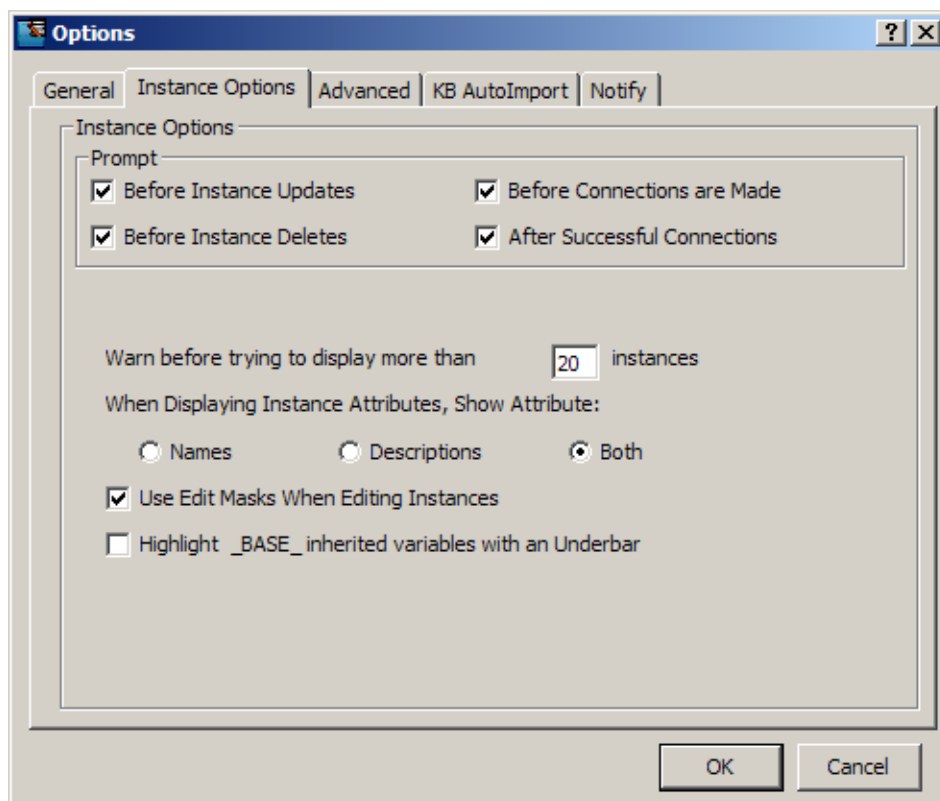 Options
General Instance Options Advanced KB AutoImport Notify
Instance Options
Prompt
Before Instance Updates Before Connections are Made
Before Instance Deletes After Successful Connections
Warn before trying to display more than 20 instances
When Displaying Instance Attributes, Show Attribute:
Names Descriptions Both
Use Edit Masks When Editing Instances
Highlight _BASE_ inherited variables with an Underbar
OK Cancel